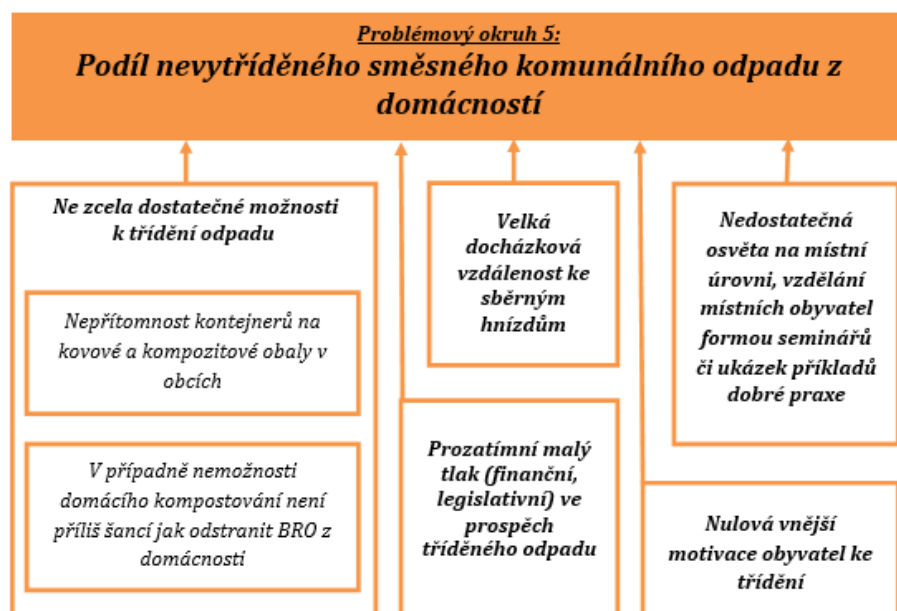 Problémový okruh 5:
Podíl nevytříděného směsného komunálního odpadu z
domácností
Ne zcela dostatečné možnosti
k třídění odpadu
Nepřítomnost kontejnerů na
kovové a kompozitové obaly v
obcích
V případně nemožnosti
domácího kompostování není
příliš šancí jak odstranit BRO z
domácnosti
Velká
docházková
vzdálenost ke
sběrným
hnízdům
Prozatímní malý
tlak (finanční,
legislativní) ve
prospěch
tříděného odpadu
Nedostatečná
osvěta na místní
úrovni, vzdělání
místních obyvatel
formou seminářů
či ukázek příkladů
dobré praxe
Nulová vnější
motivace obyvatel ke
třídění